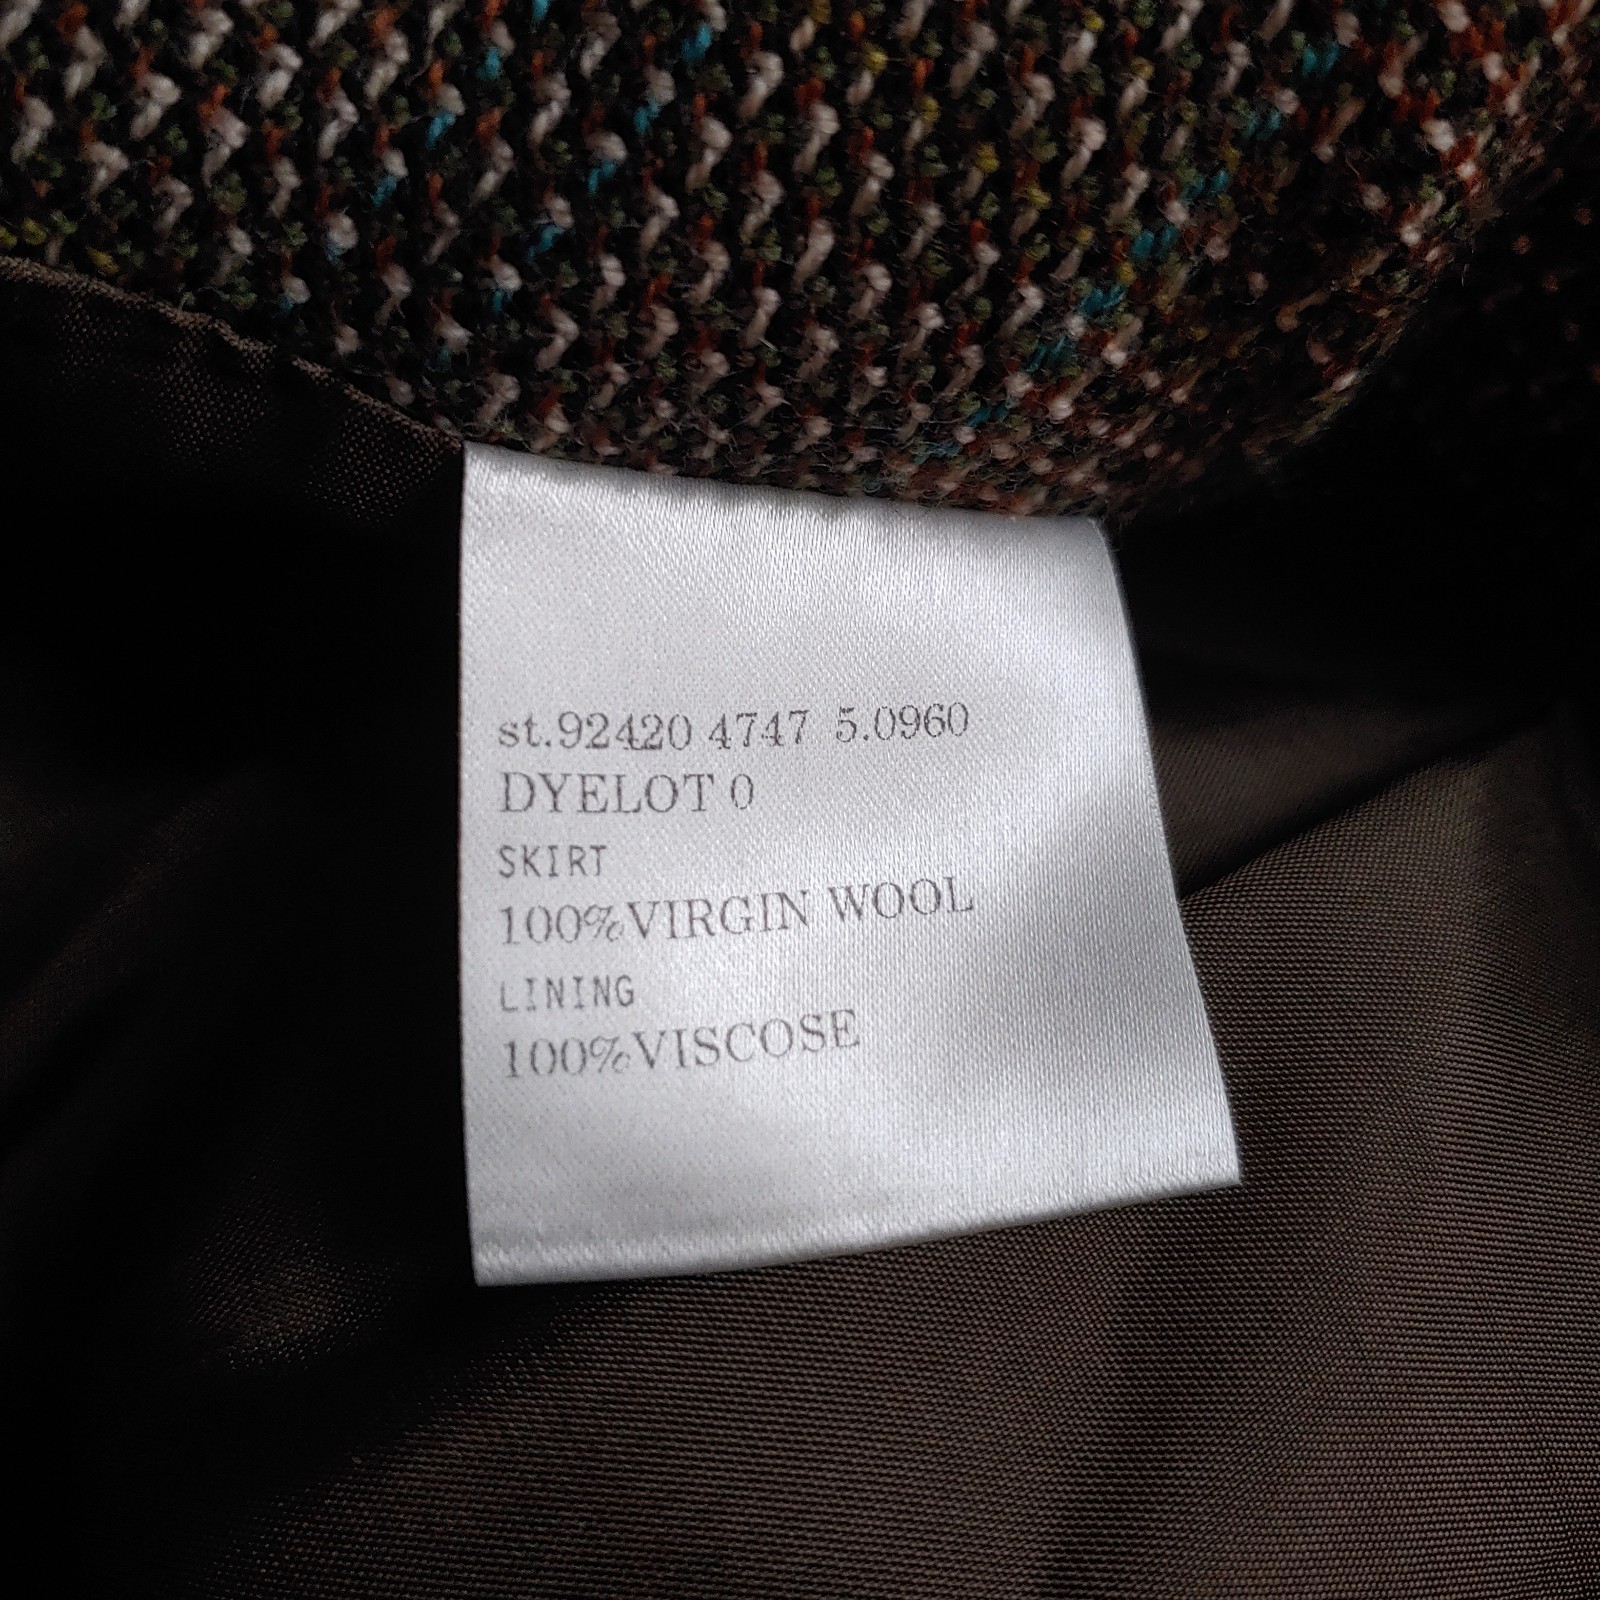 st.92420 4747 5.0960
DYELOT 0
SKIRT
100%VIRGIN WOOL
LINING
100%VISCOSE